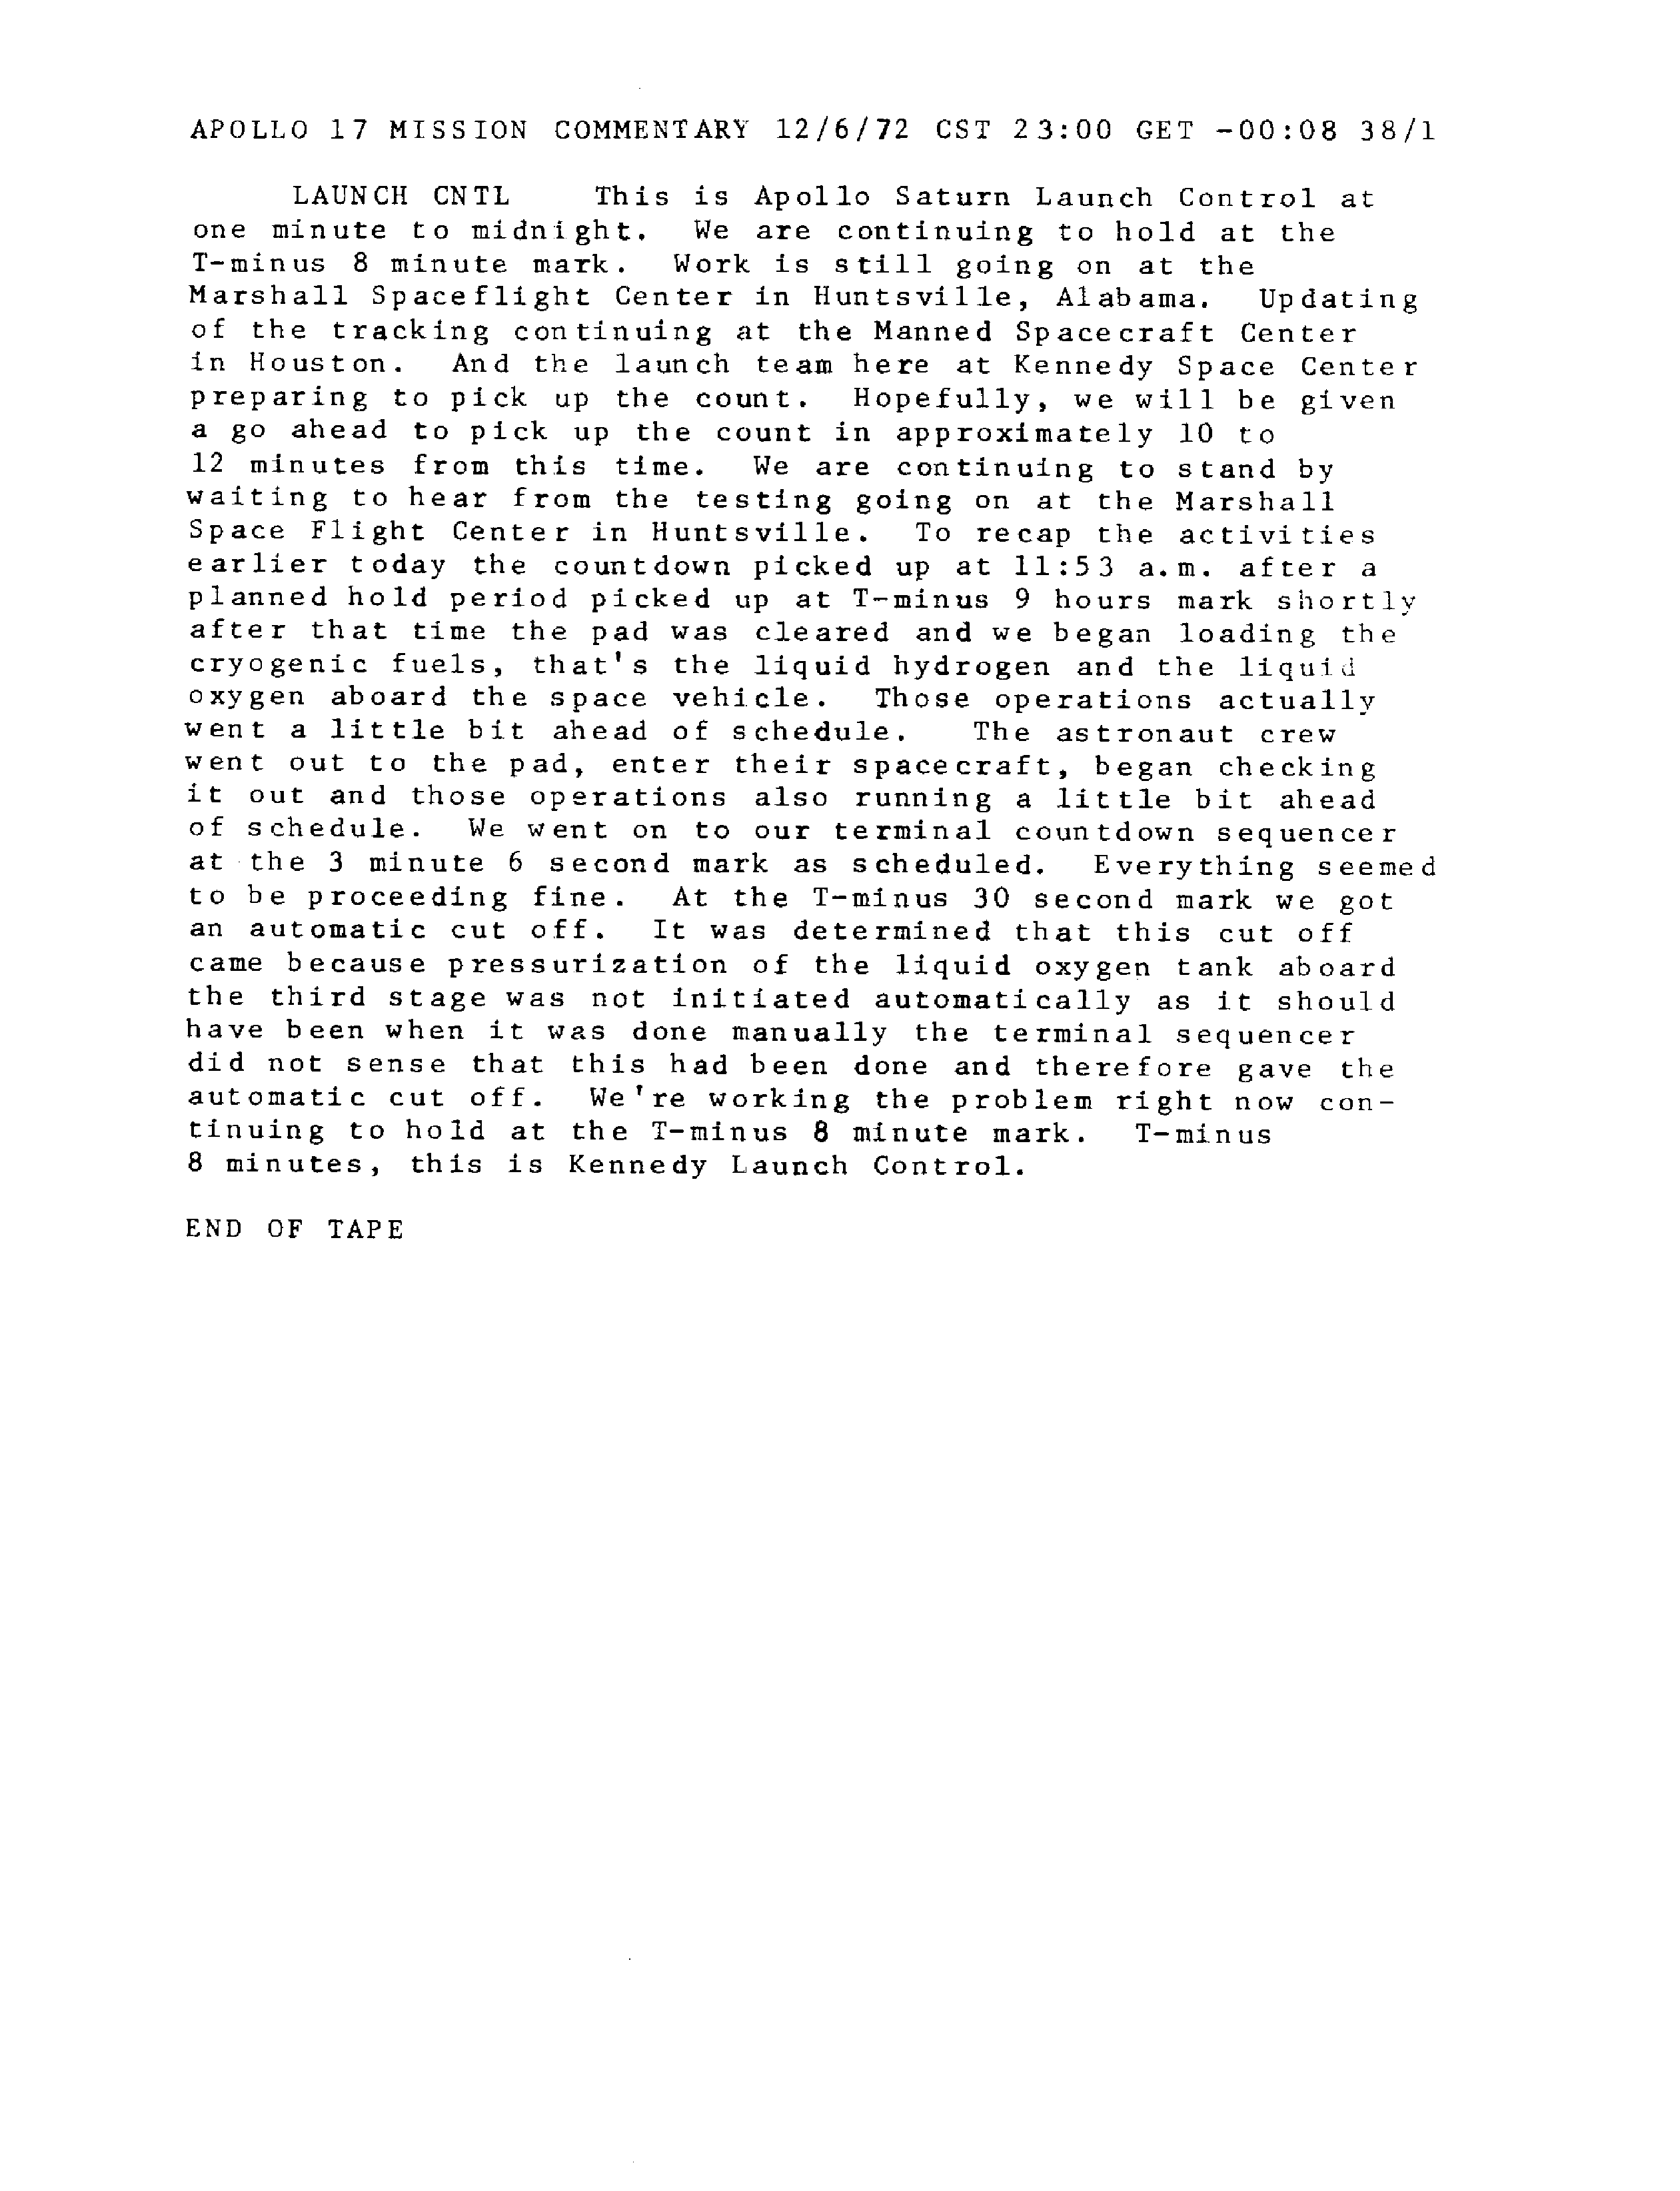 APOLLO 17 MISSION COMMENTARY 12/6/72 CST 23:00 GET -00:08 38/1
LAUNCH CNTL This is Apollo Saturn Launch Control at
one minute to midnight. We are continuing to hold at the
T-minus 8 minute mark. Work is still going on at the
Marshall Spaceflight Center in Huntsville, Alabama. Updating
of the tracking continuing at the Manned Spacecraft Center
in Houston. And the launch team here at Kennedy Space Center
preparing to pick up the count. Hopefully, we will be given
a go ahead to pick up the count in approximately 10 to
12 minutes from this time. We are continuing to stand by
waiting to hear from the testing going on at the Marshall
Space Flight Center in Huntsville. To recap the activities
earlier today the countdown picked up at 11:53 a.m. after a
planned hold period picked up at T-minus 9 hours mark shortly
after that time the pad was cleared and we began loading the
cryogenic fuels, that's the liquid hydrogen and the liquid
oxygen aboard the space vehicle. Those operations actually
went a little bit ahead of schedule. The astronaut crew
went out to the pad, enter their spacecraft, began checking
it out and those operations also running a little bit ahead
of schedule. We went on to our terminal countdown sequencer
at the 3 minute 6 second mark as scheduled. Everything seemed
to be proceeding fine. At the T-minus 30 second mark we got
an automatic cut off. It was determined that this cut off
came because pressurization of the liquid oxygen tank aboard
the third stage was not initiated automatically as it should
have been when it was done manually the terminal sequencer
did not sense that this had been done and therefore gave the
automatic cut off. We're working the problem right now con-
tinuing to hold at the T-minus 8 minute mark. T-minus
8 minutes, this is Kennedy Launch Control.
END OF TAPE